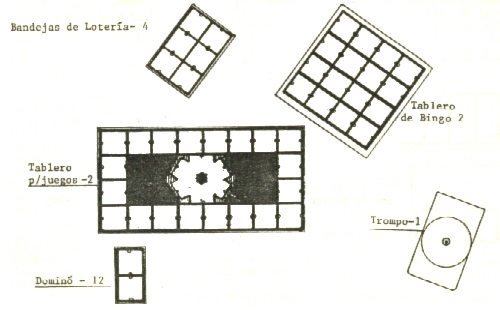 Bandejas de Lotería- 4
Tablero
de Bingo 2
Tablero
p/juegos -2
Trompo-1
Dominó - 12